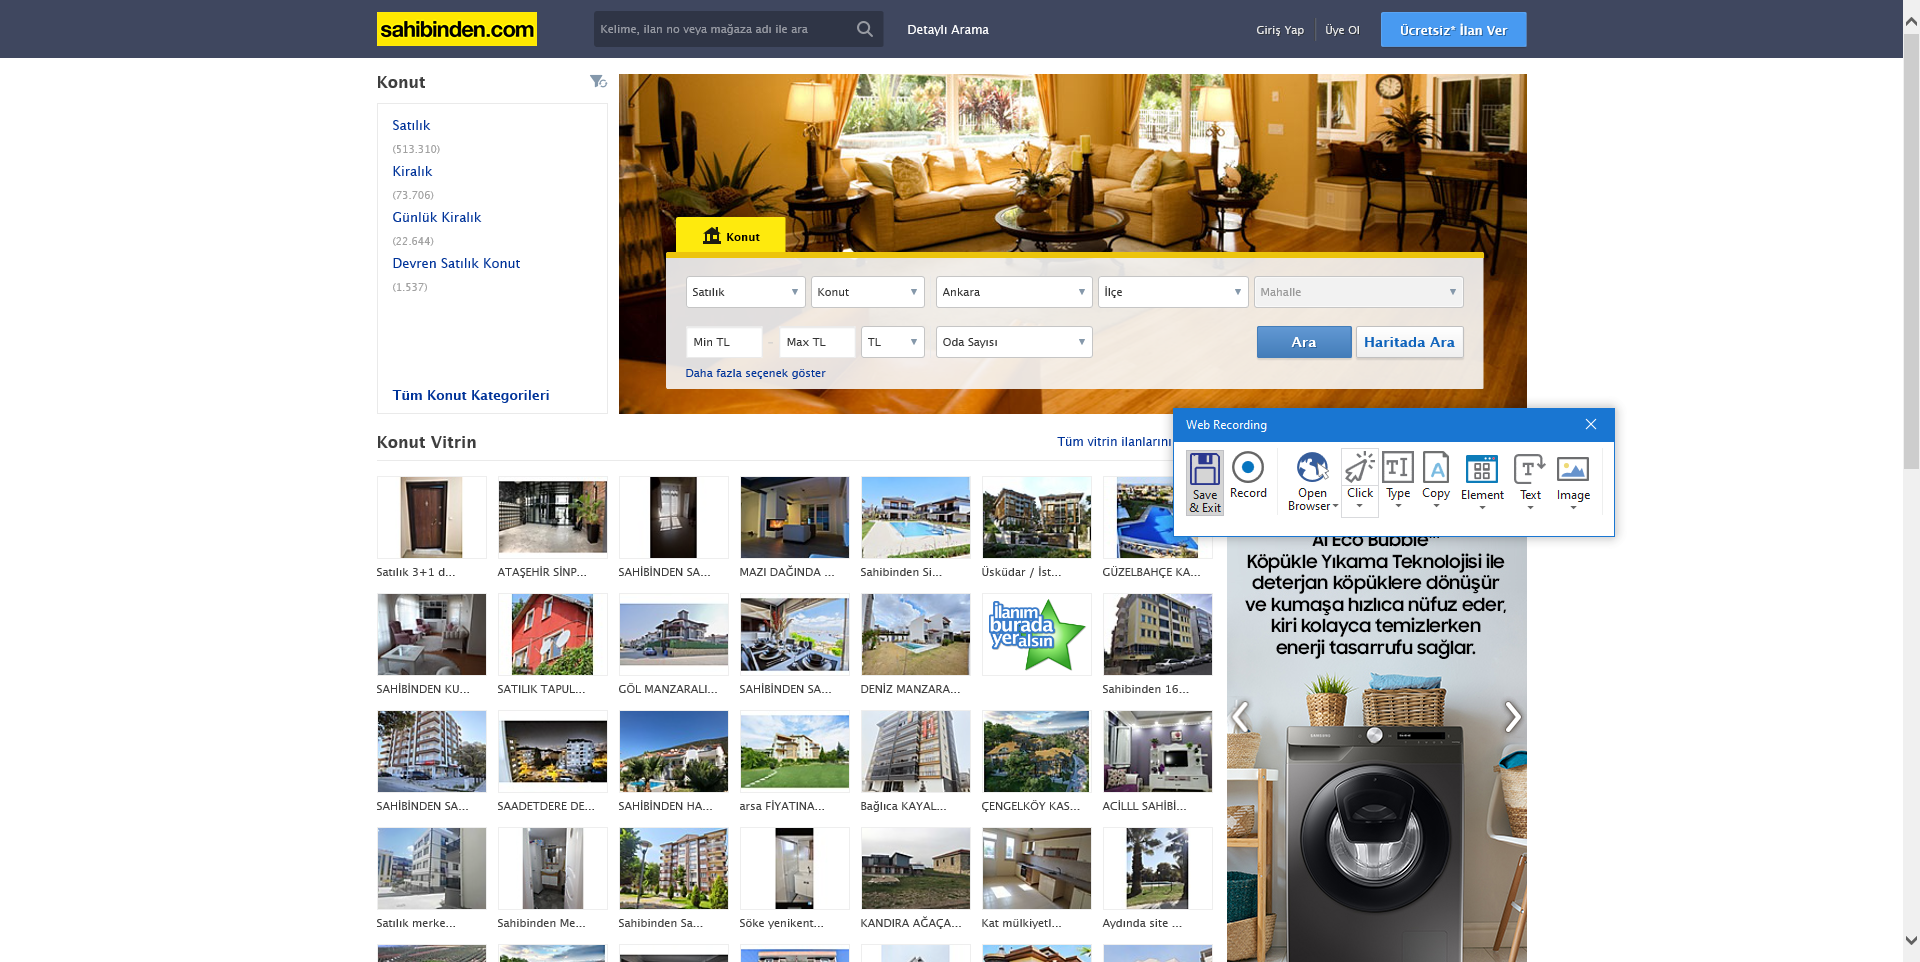 sahibinden.com
Kelime, ilan no veya mağaza adı ile ara
Detaylı Arama
Giriş Yap
Üye Ol
Ücretsiz* İlan Ver
Konut
Satılık
(513.310)
Kiralık
(73.706)
Günlük Kiralık
(22.644)
Devren Satılık Konut
(1.537)
Tüm Konut Kategorileri
Konut
Satılık
Konut
Ankara
İlçe
Mahalle
Min TL
–
Max TL
TL
Oda Sayısı
Ara
Haritada Ara
Daha fazla seçenek göster
Konut Vitrin
Tüm vitrin ilanlarını
Web Recording
Save & Exit
Record
Open Browser
Click
Type
Copy
Element
Text
Image
Satılık 3+1 d...
ATAŞEHİR SİNP...
SAHİBİNDEN SA...
MAZI DAĞINDA ...
Sahibinden Si...
Üsküdar / İst...
GÜZELBAHÇE KA...
ilanım
burada
yer alsın
SAHİBİNDEN KU...
SATILIK TAPUL...
GÖL MANZARALI...
SAHİBİNDEN SA...
DENİZ MANZARA...
Sahibinden 16...
SAHİBİNDEN SA...
SAADETDERE DE...
SAHİBİNDEN HA...
arsa FİYATINA...
Bağlıca KAYAL...
ÇENGELKÖY KAS...
ACİLLL SAHİBİ...
Satılık merke...
Sahibinden Me...
Sahibinden Sa...
Söke yenikent...
KANDIRA AĞAÇA...
Kat mülkiyetl...
Aydında site ...
AI Eco Bubble™
Köpükle Yıkama Teknolojisi ile
deterjan köpüklere dönüşür
ve kumaşa hızlıca nüfuz eder,
kiri kolayca temizlerken
enerji tasarrufu sağlar.
SAMSUNG